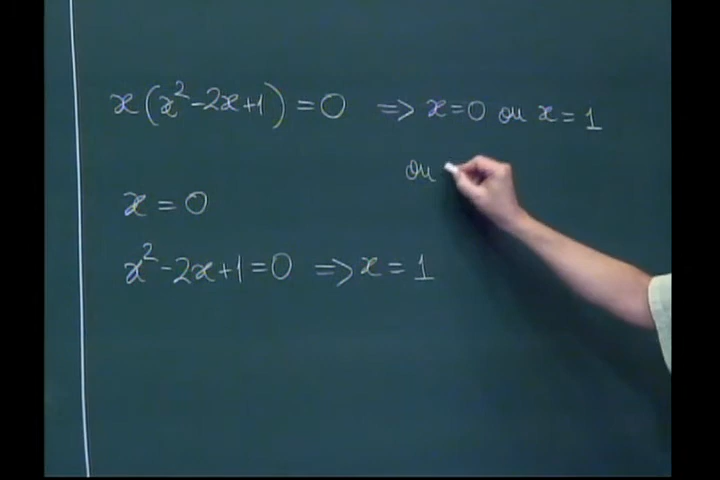 x(x²-2x+1) = 0 => x=0 ou x=1
ou
x = 0
x²-2x+1=0 => x=1